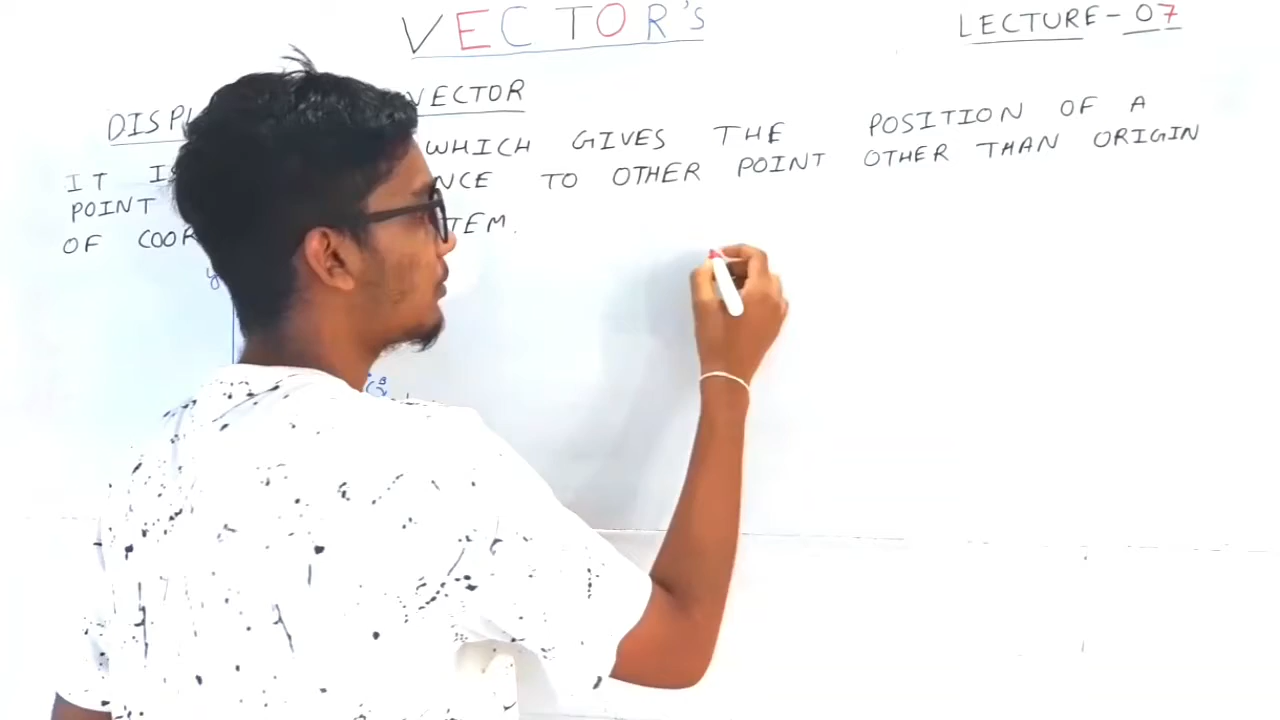 VECTOR's
LECTURE-07
DISPL VECTOR
IT IS WHICH GIVES THE POSITION OF A
POINT NCE TO OTHER POINT OTHER THAN ORIGIN
OF COOR TEM.
y
B